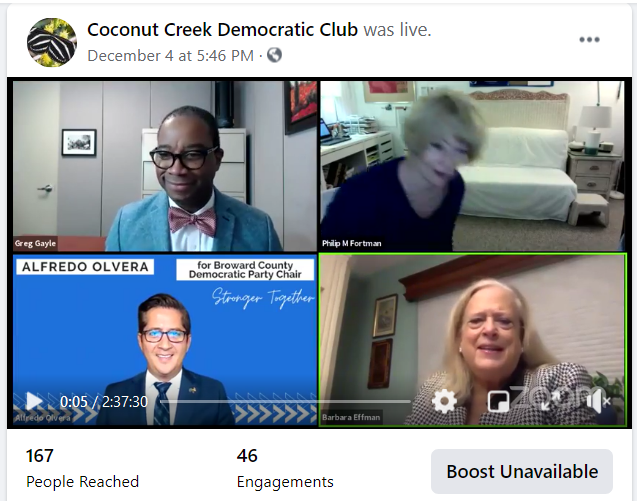 Coconut Creek Democratic Club was live.
December 4 at 5:46 PM ·
Greg Gayle
Philip M Fortman
ALFREDO OLVERA
for Broward County
Democratic Party Chair
Stronger Together
Alfredo Olvera
Barbara Effman
zoom
0:05 / 2:37:30
167
People Reached
46
Engagements
Boost Unavailable